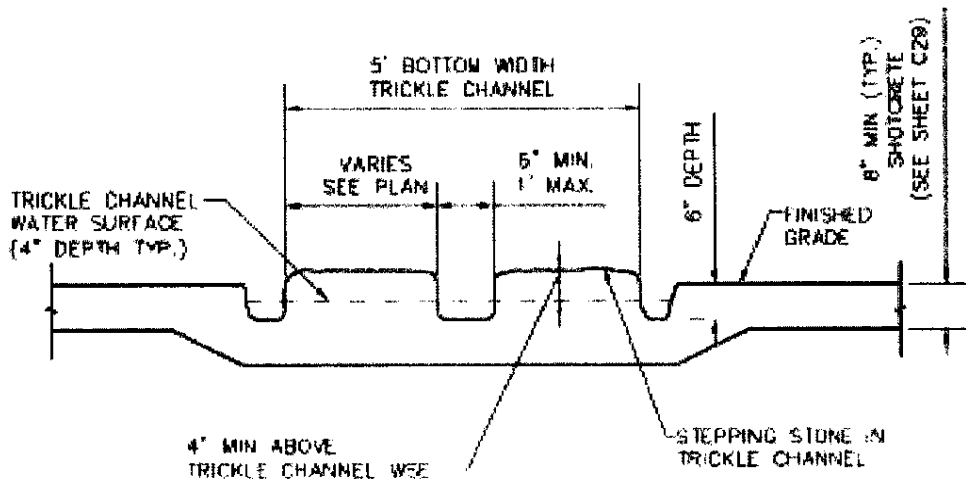 5' BOTTOM WIDTH
TRICKLE CHANNEL
VARIES
SEE PLAN
6" MIN.
1' MAX.
6" DEPTH
8" MIN (TYP.)
SHOTCRETE
(SEE SHEET C29)
TRICKLE CHANNEL
WATER SURFACE
(4" DEPTH TYP.)
FINISHED
GRADE
4" MIN ABOVE
TRICKLE CHANNEL WSE
STEPPING STONE IN
TRICKLE CHANNEL